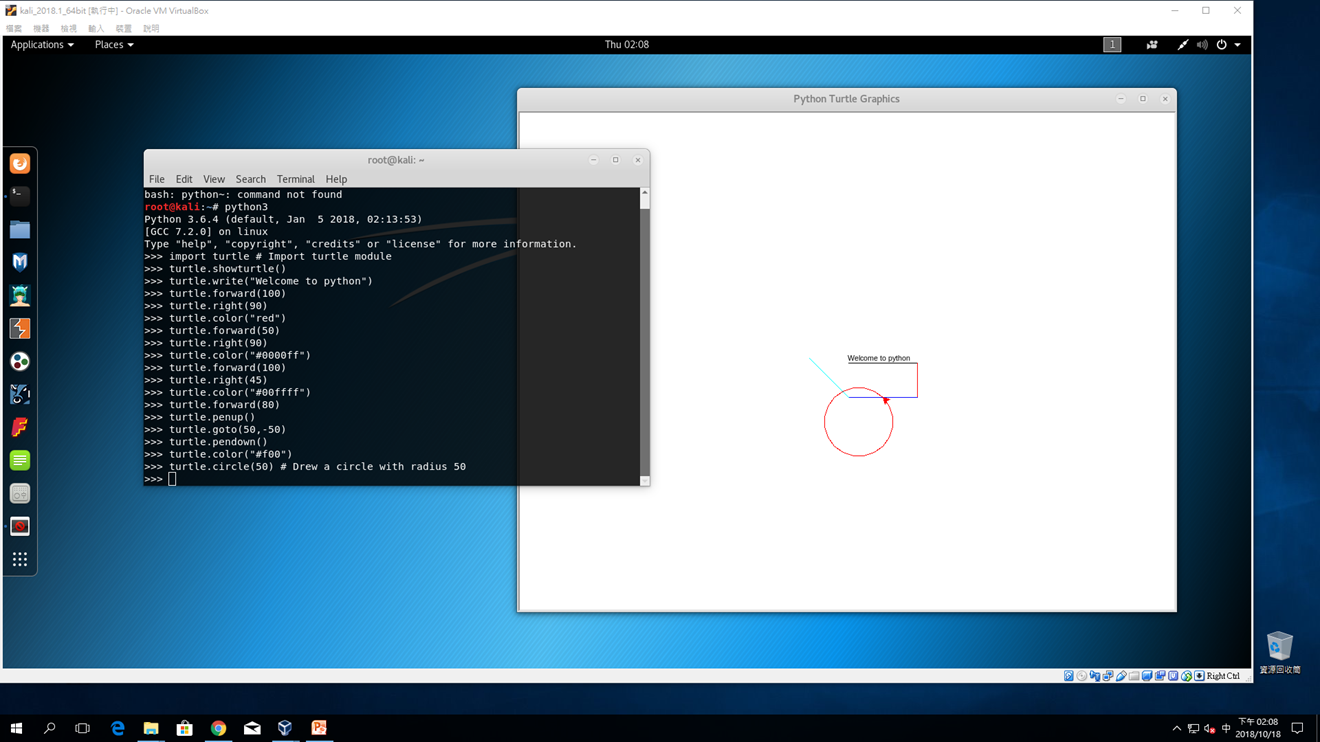 kali_2018.1_64bit [執行中] - Oracle VM VirtualBox
檔案 機器 檢視 輸入 裝置 說明
Applications Places Thu 02:08 1
Python Turtle Graphics
root@kali: ~
File Edit View Search Terminal Help
bash: python~: command not found
root@kali:~# python3
Python 3.6.4 (default, Jan  5 2018, 02:13:53)
[GCC 7.2.0] on linux
Type "help", "copyright", "credits" or "license" for more information.
>>> import turtle # Import turtle module
>>> turtle.showturtle()
>>> turtle.write("Welcome to python")
>>> turtle.forward(100)
>>> turtle.right(90)
>>> turtle.color("red")
>>> turtle.forward(50)
>>> turtle.right(90)
>>> turtle.color("#0000ff")
>>> turtle.forward(100)
>>> turtle.right(45)
>>> turtle.color("#00ffff")
>>> turtle.forward(80)
>>> turtle.penup()
>>> turtle.goto(50,-50)
>>> turtle.pendown()
>>> turtle.color("#f00")
>>> turtle.circle(50) # Drew a circle with radius 50
>>>
Welcome to python
資源回收筒
Right Ctrl
中
下午 02:08
2018/10/18